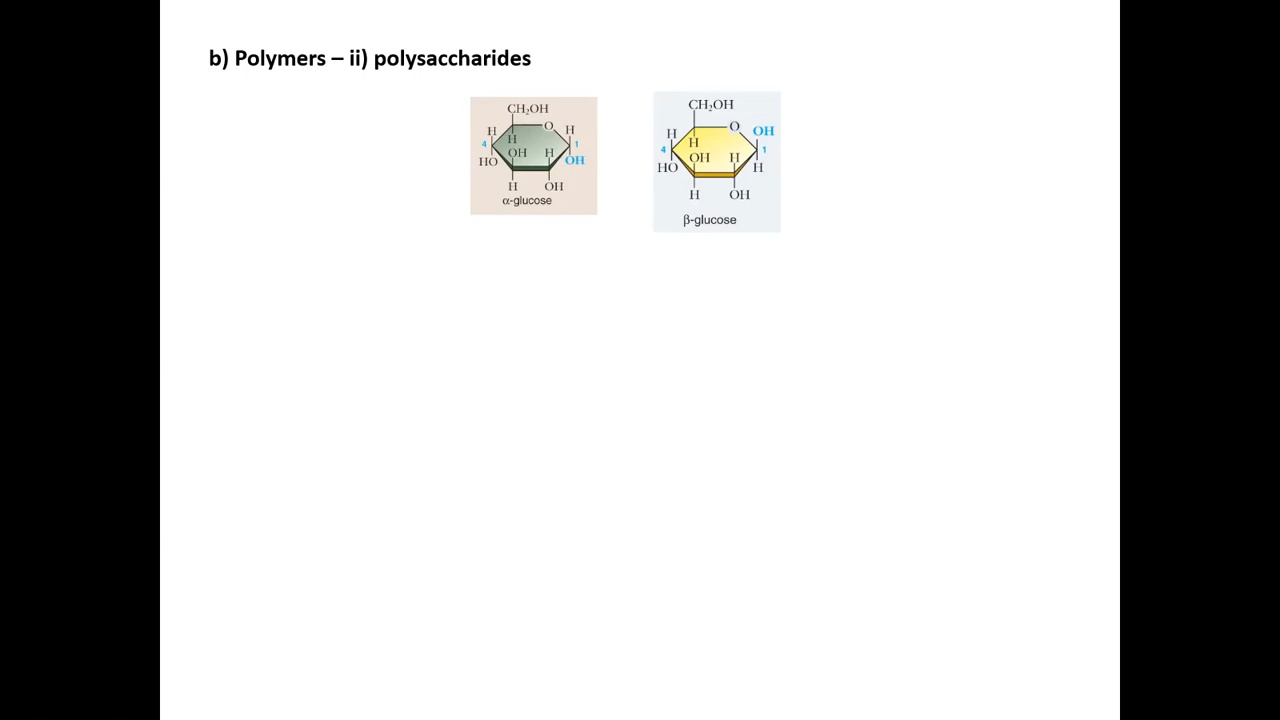 b) Polymers – ii) polysaccharides
CH₂OH
H O H
4 H 1
HO OH H OH
H OH
α-glucose
CH₂OH
O OH
H H 1
4 OH H
HO H
H OH
β-glucose